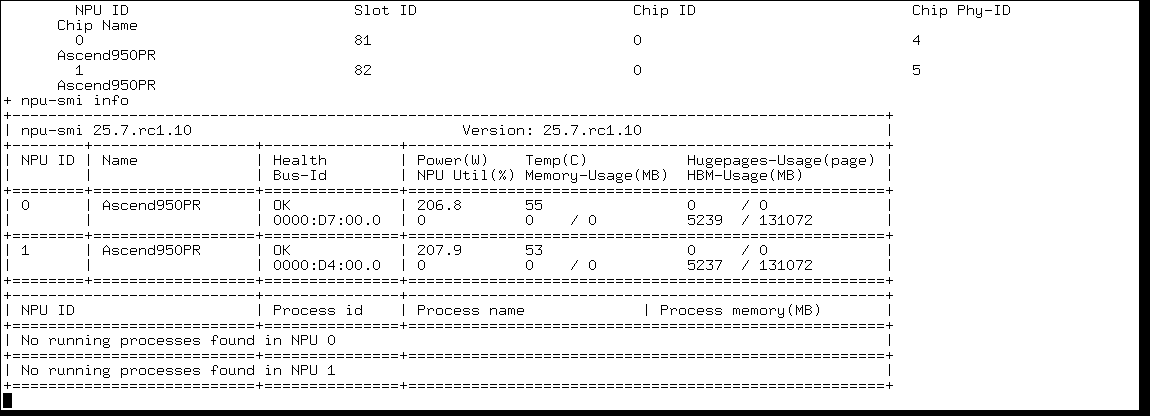 NPU ID                         Slot ID                        Chip ID                        Chip Phy-ID
      Chip Name
        0                              81                             0                              4
      Ascend950PR
        1                              82                             0                              5
      Ascend950PR
+ npu-smi info
+--------------------------------------------------------------------------------------------------+
| npu-smi 25.7.rc1.10                              Version: 25.7.rc1.10                            |
+--------+------------------+---------------+------------------------------------------------------+
| NPU ID | Name             | Health        | Power(W)    Temp(C)           Hugepages-Usage(page)  |
|        |                  | Bus-Id        | NPU Util(%) Memory-Usage(MB)  HBM-Usage(MB)          |
+========+==================+===============+======================================================+
| 0      | Ascend950PR      | OK            | 206.8       55                0    / 0               |
|        |                  | 0000:D7:00.0  | 0           0    / 0          5239  / 131072         |
+========+==================+===============+======================================================+
| 1      | Ascend950PR      | OK            | 207.9       53                0    / 0               |
|        |                  | 0000:D4:00.0  | 0           0    / 0          5237  / 131072         |
+========+==================+===============+======================================================+
+---------------------------+---------------+------------------------------------------------------+
| NPU ID                    | Process id    | Process name             | Process memory(MB)        |
+===========================+===============+======================================================+
| No running processes found in NPU 0                                                              |
+===========================+===============+======================================================+
| No running processes found in NPU 1                                                              |
+===========================+===============+======================================================+